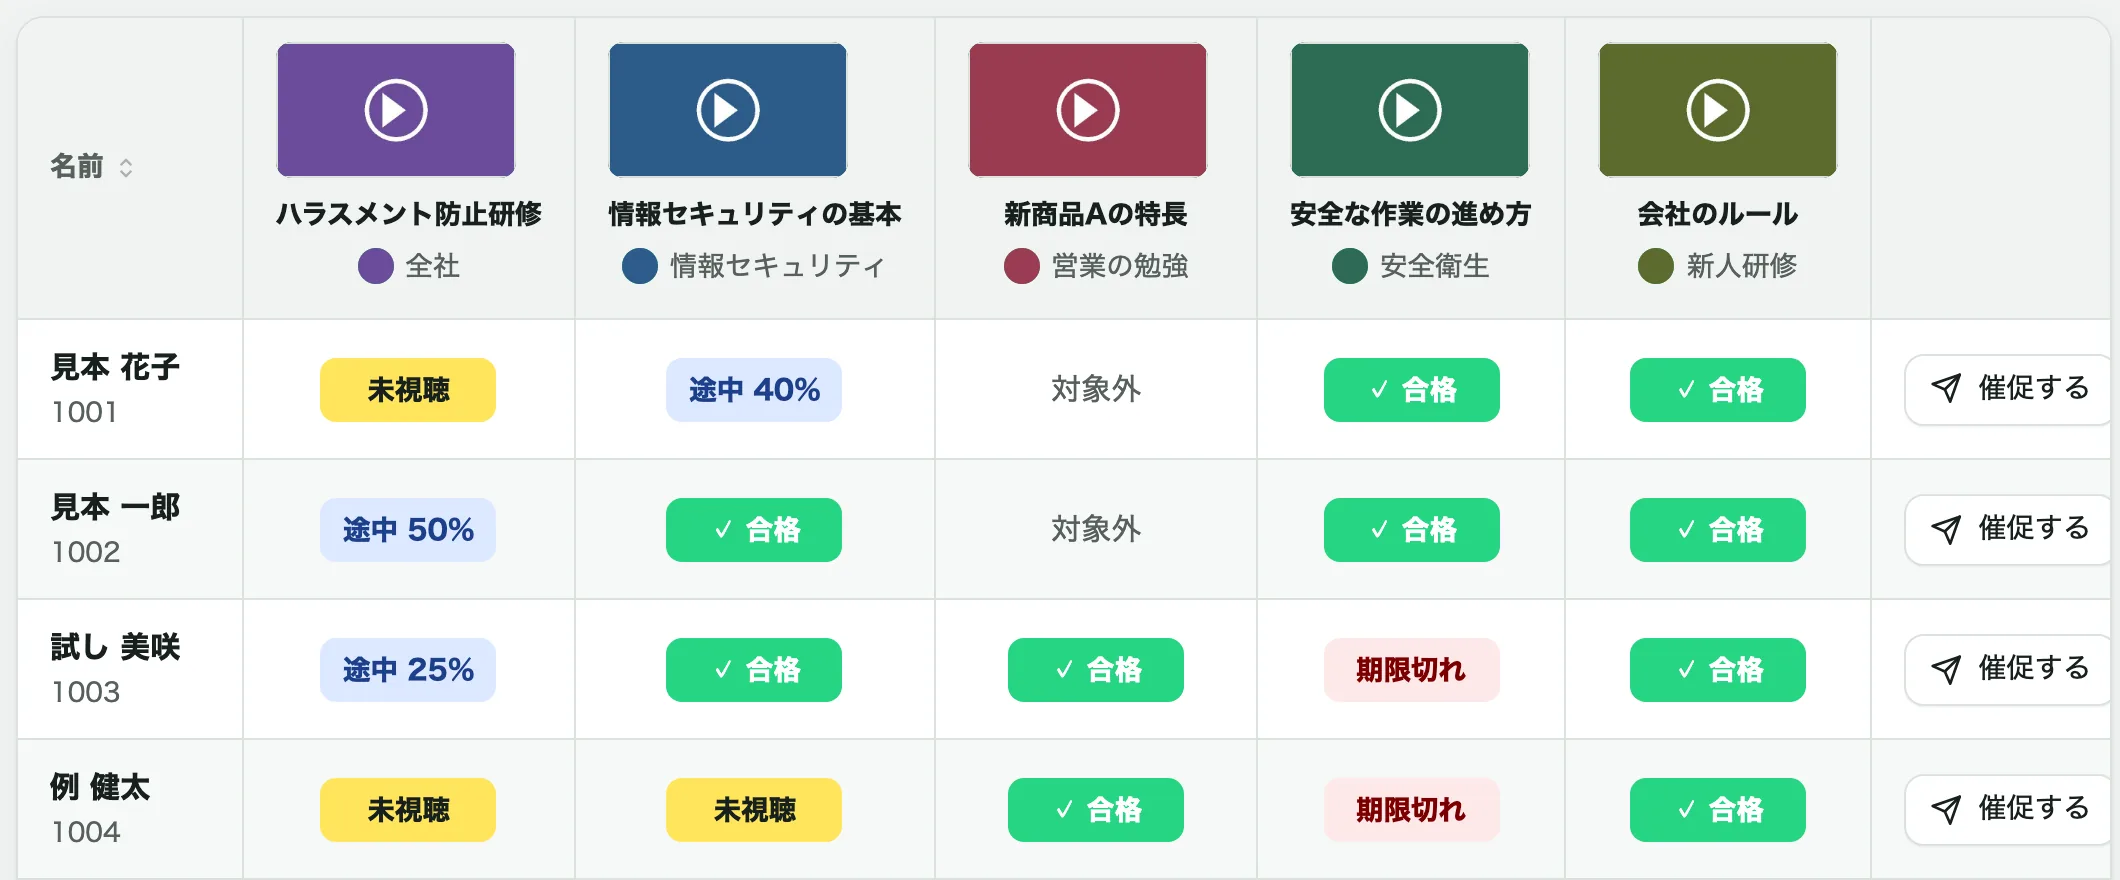 名前
ハラスメント防止研修
全社
情報セキュリティの基本
情報セキュリティ
新商品Aの特長
営業の勉強
安全な作業の進め方
安全衛生
会社のルール
新人研修
見本 花子
1001
未視聴
途中 40%
対象外
✓ 合格
✓ 合格
催促する
見本 一郎
1002
途中 50%
✓ 合格
対象外
✓ 合格
✓ 合格
催促する
試し 美咲
1003
途中 25%
✓ 合格
✓ 合格
期限切れ
✓ 合格
催促する
例 健太
1004
未視聴
未視聴
✓ 合格
期限切れ
✓ 合格
催促する